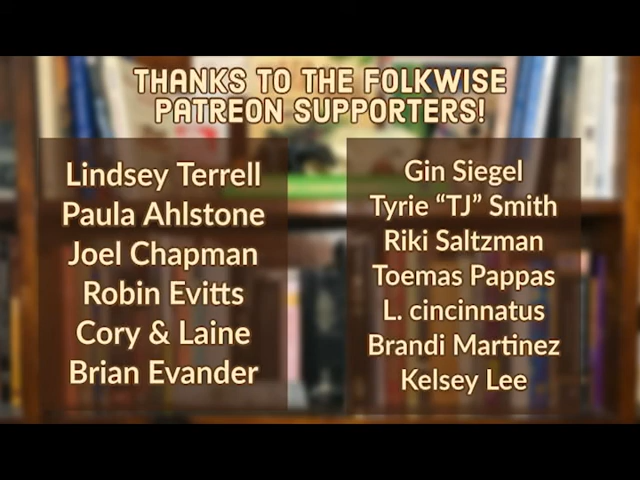 THANKS TO THE FOLKWISE
PATREON SUPPORTERS!
Lindsey Terrell
Paula Ahlstone
Joel Chapman
Robin Evitts
Cory & Laine
Brian Evander
Gin Siegel
Tyrie “TJ” Smith
Riki Saltzman
Toemas Pappas
L. cincinnatus
Brandi Martinez
Kelsey Lee